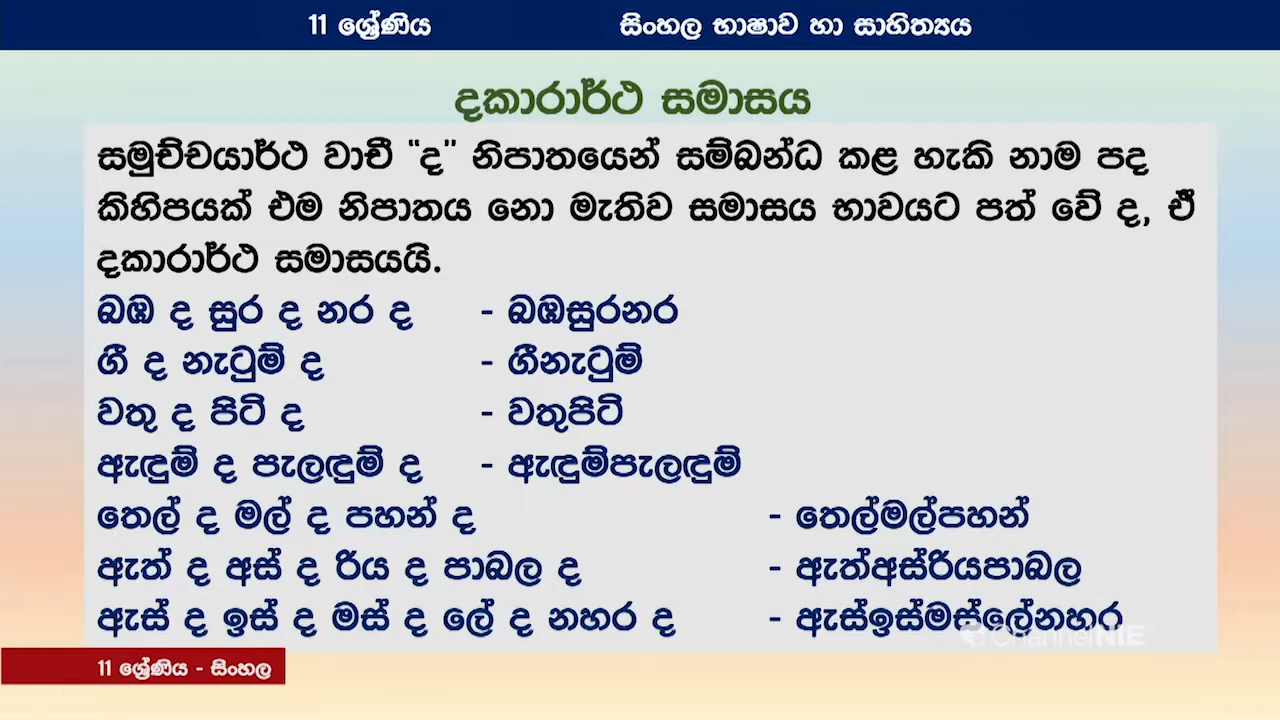 11 ශ්‍රේණිය සිංහල භාෂාව හා සාහිත්‍යය
දකාරාර්ථ සමාසය
සමුච්චයාර්ථ වාචී “ද” නිපාතයෙන් සම්බන්ධ කළ හැකි නාම පද
කිහිපයක් එම නිපාතය නො මැතිව සමාසය භාවයට පත් වේ ද, ඒ
දකාරාර්ථ සමාසයයි.
බඹ ද සුර ද නර ද - බඹසුරනර
ගී ද නැටුම් ද - ගීනැටුම්
වතු ද පිටි ද - වතුපිටි
ඇඳුම් ද පැලඳුම් ද - ඇඳුම්පැලඳුම්
තෙල් ද මල් ද පහන් ද - තෙල්මල්පහන්
ඇත් ද අස් ද රිය ද පාබල ද - ඇත්අස්රියපාබල
ඇස් ද ඉස් ද මස් ද ලේ ද නහර ද - ඇස්ඉස්මස්ලේනහර
Channel NIE
11 ශ්‍රේණිය - සිංහල